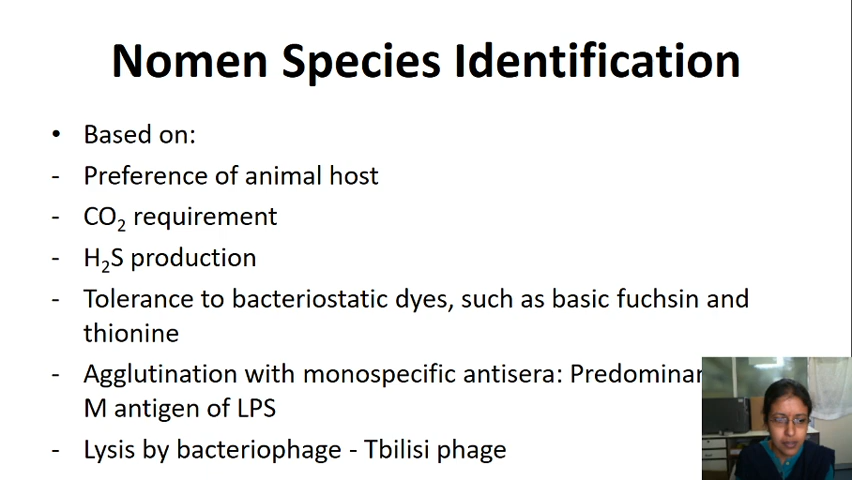 Nomen Species Identification
• Based on:
- Preference of animal host
- CO₂ requirement
- H₂S production
- Tolerance to bacteriostatic dyes, such as basic fuchsin and
thionine
- Agglutination with monospecific antisera:
M antigen of LPS
- Lysis by bacteriophage - Tbilisi phage